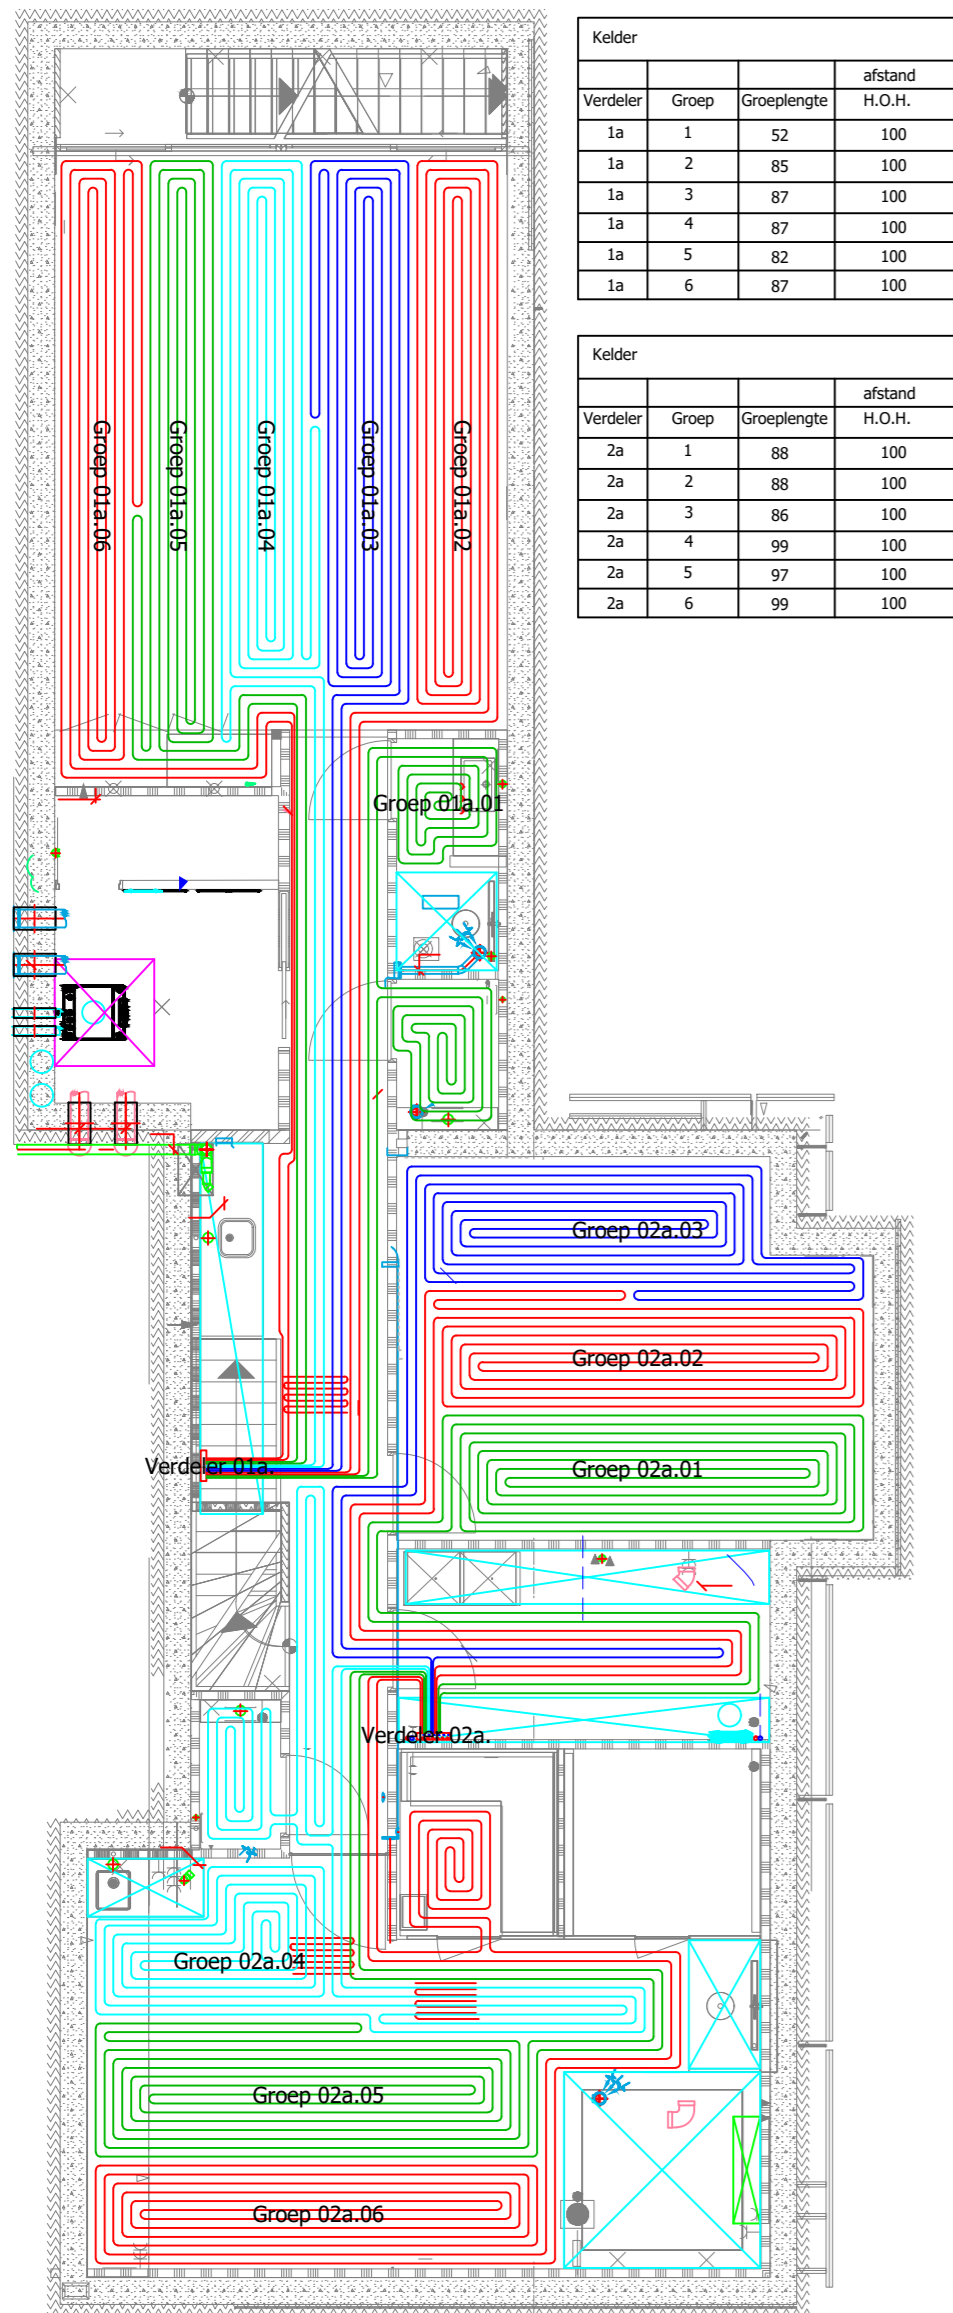 Kelder
afstand
Verdeler Groep Groeplengte H.O.H.
1a 1 52 100
1a 2 85 100
1a 3 87 100
1a 4 87 100
1a 5 82 100
1a 6 87 100
Kelder
afstand
Verdeler Groep Groeplengte H.O.H.
2a 1 88 100
2a 2 88 100
2a 3 86 100
2a 4 99 100
2a 5 97 100
2a 6 99 100
Groep 01a.06
Groep 01a.05
Groep 01a.04
Groep 01a.03
Groep 01a.02
Groep 01a.01
Groep 02a.03
Groep 02a.02
Groep 02a.01
Verdeler 01a.
Verdeler 02a.
Groep 02a.04
Groep 02a.05
Groep 02a.06